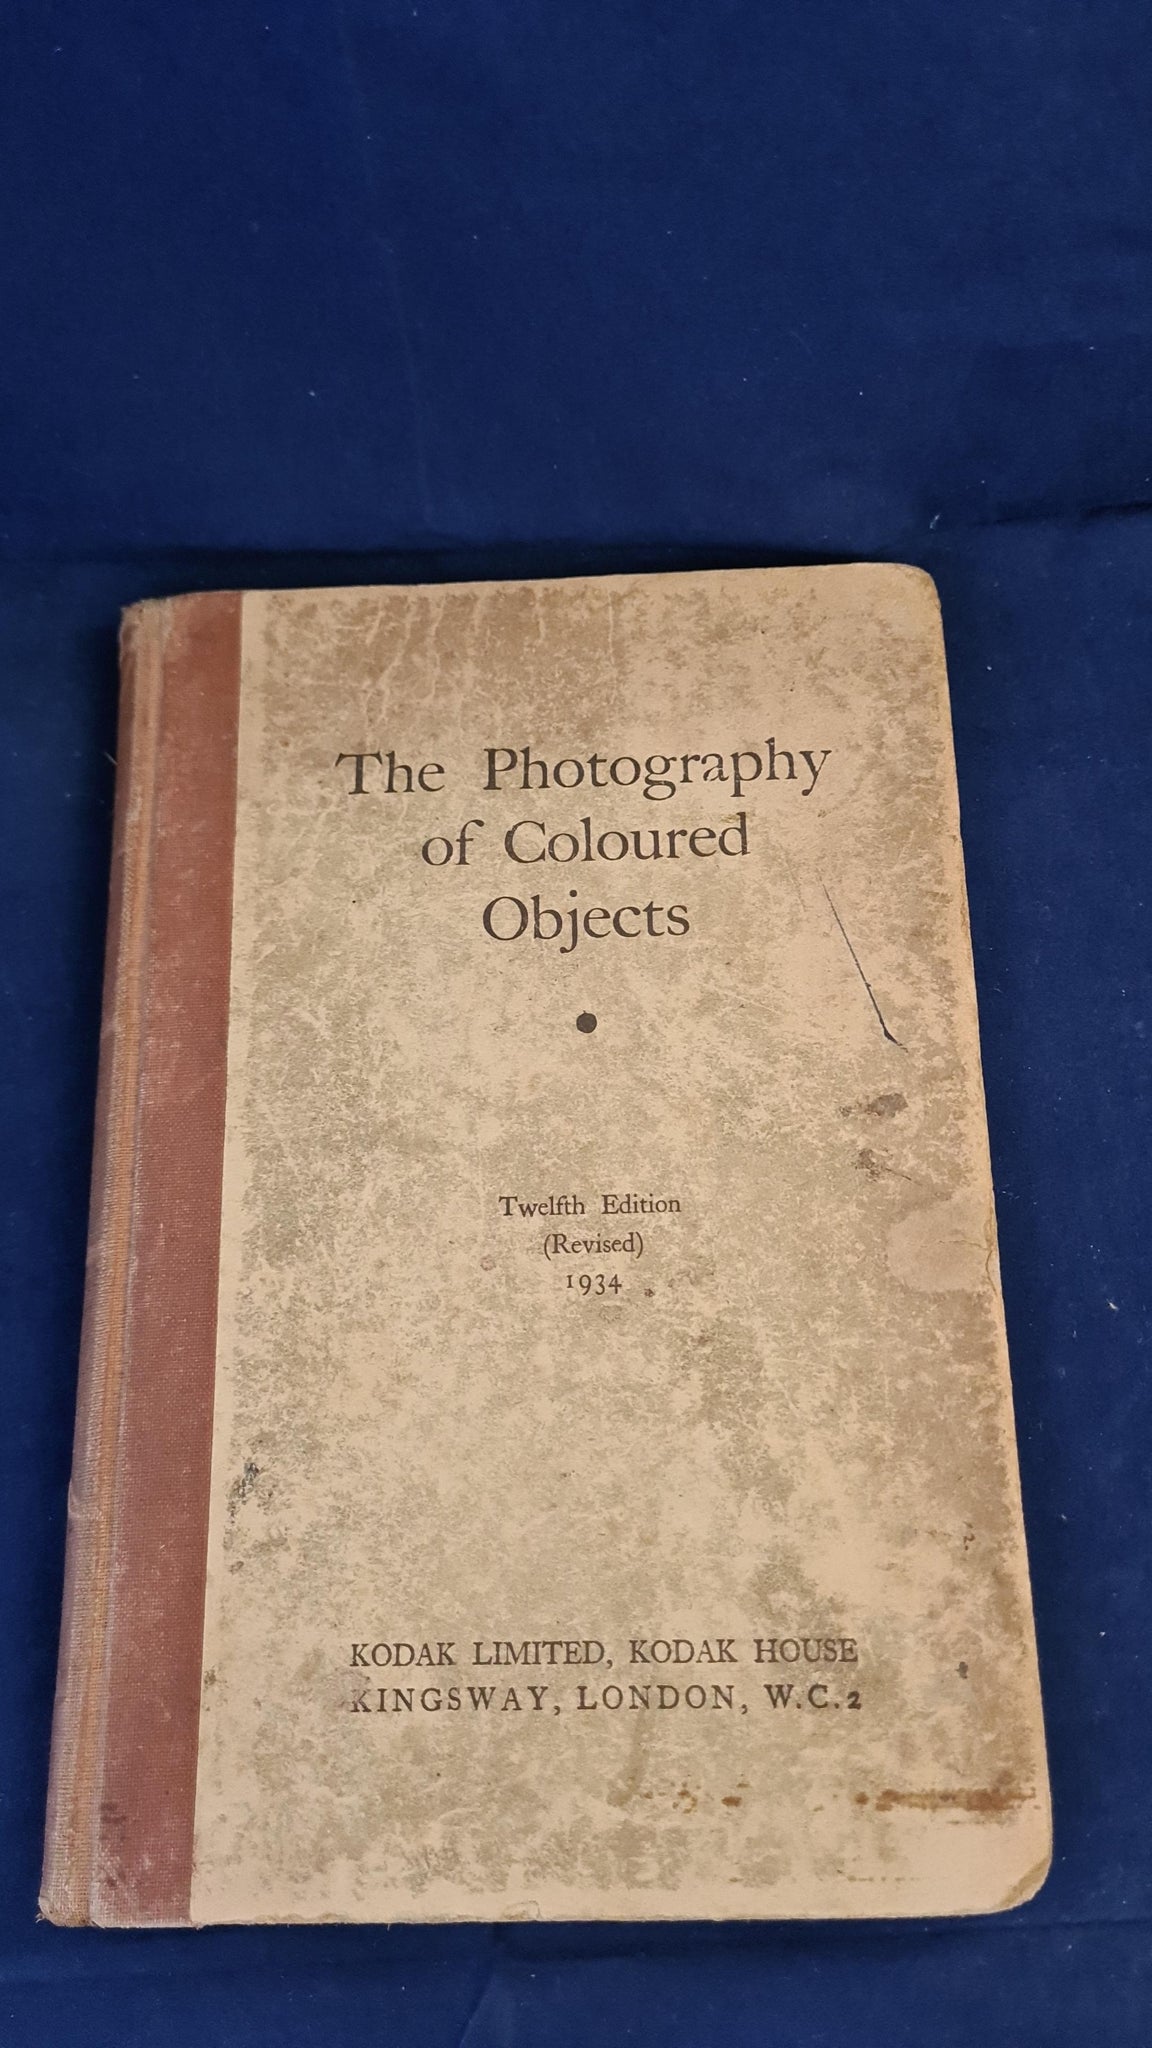 The Photography
of Coloured
Objects
Twelfth Edition
(Revised)
1934
KODAK LIMITED, KODAK HOUSE
KINGSWAY, LONDON, W.C.2